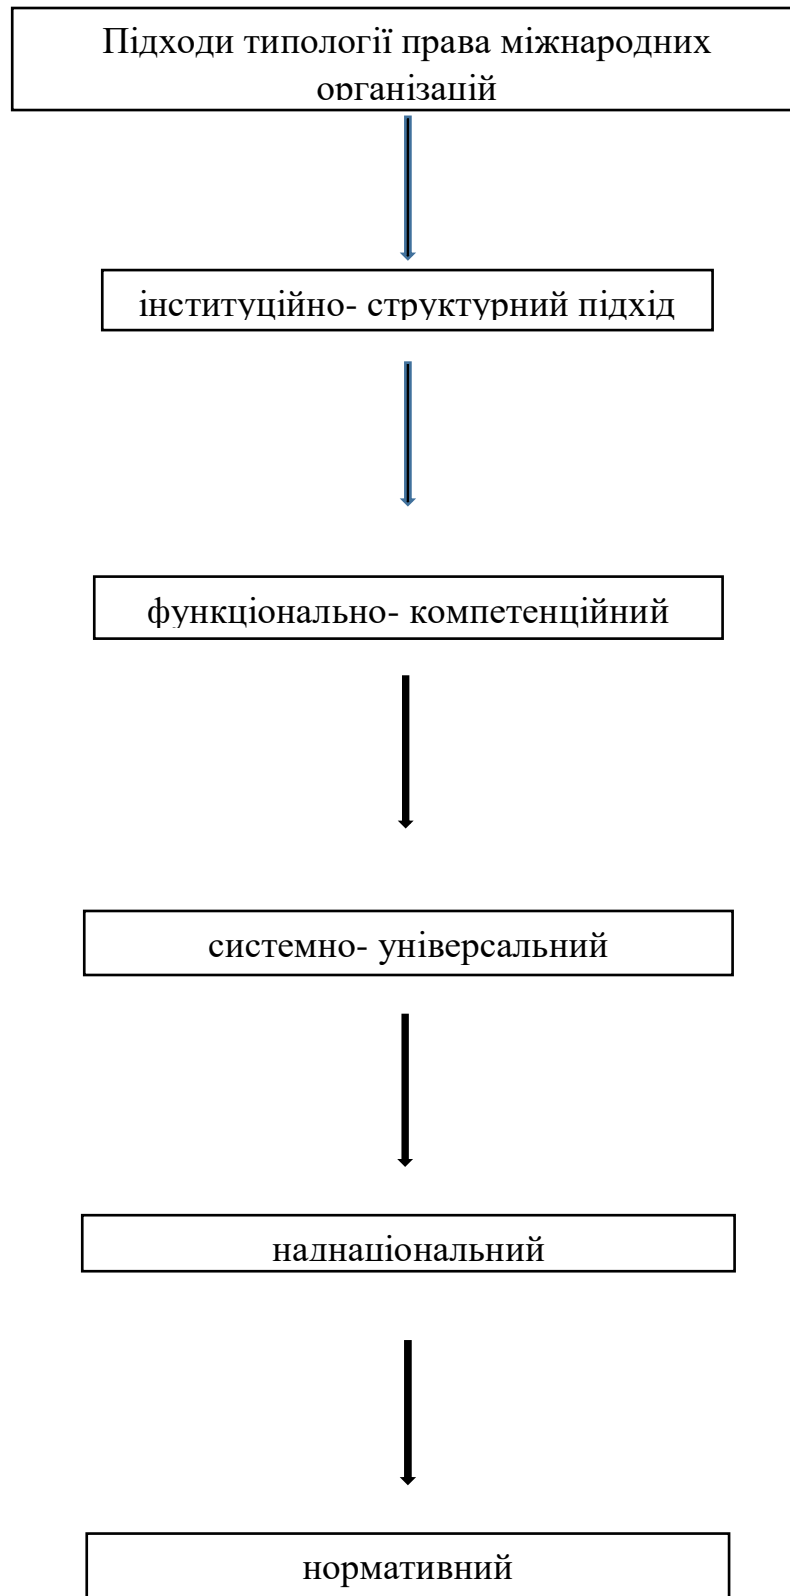 Підходи типології права міжнародних
організацій
інституційно- структурний підхід
функціонально- компетенційний
системно- універсальний
наднаціональний
нормативний